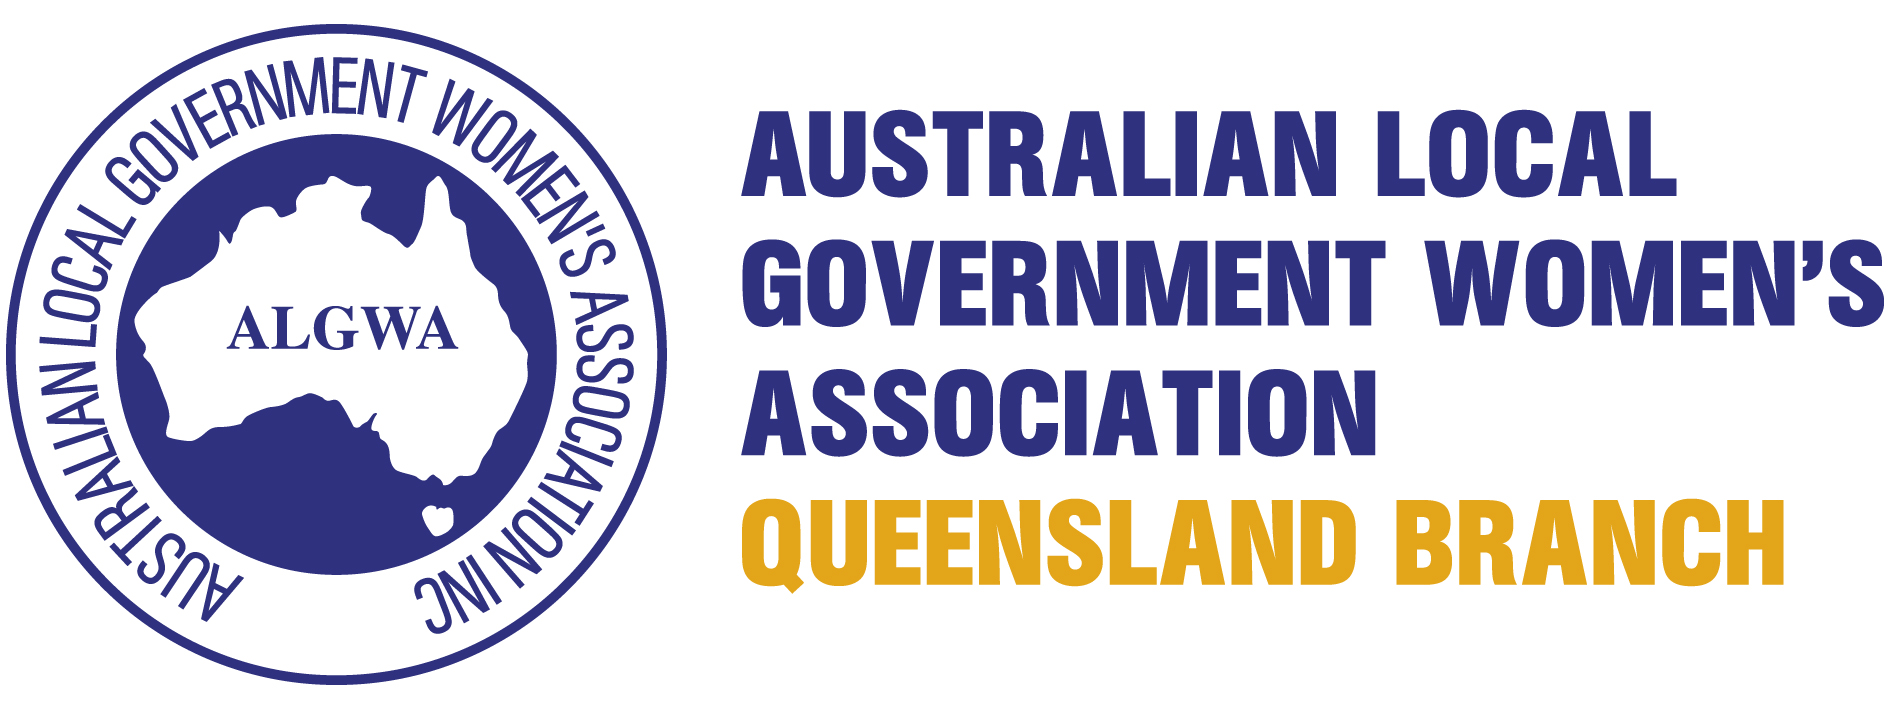 AUSTRALIAN LOCAL GOVERNMENT WOMEN'S ASSOCIATION INC
ALGWA
AUSTRALIAN LOCAL
GOVERNMENT WOMEN’S
ASSOCIATION
QUEENSLAND BRANCH